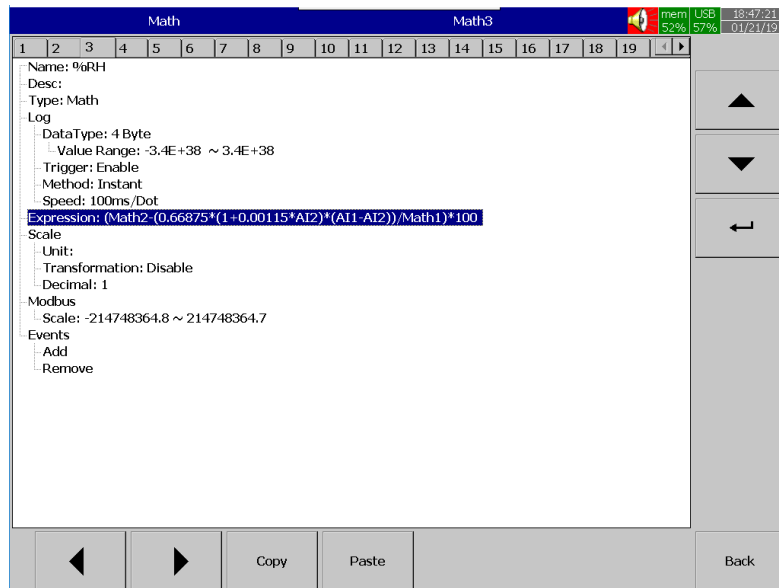 Math Math3 mem USB 18:47:21
52% 57% 01/21/19
1 2 3 4 5 6 7 8 9 10 11 12 13 14 15 16 17 18 19
Name: %RH
Desc:
Type: Math
Log
DataType: 4 Byte
Value Range: -3.4E+38 ~ 3.4E+38
Trigger: Enable
Method: Instant
Speed: 100ms/Dot
Expression: (Math2-(0.66875*(1+0.00115*AI2)*(AI1-AI2))/Math1)*100
Scale
Unit:
Transformation: Disable
Decimal: 1
Modbus
Scale: -214748364.8 ~ 214748364.7
Events
Add
Remove
Copy Paste Back